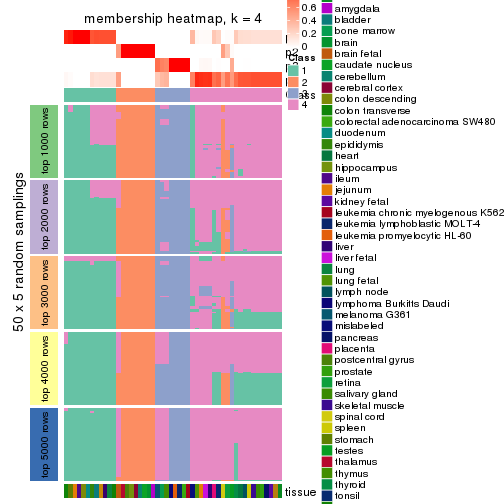 membership heatmap, k = 4
50 x 5 random samplings
top 1000 rows
top 2000 rows
top 3000 rows
top 4000 rows
top 5000 rows
tissue
0.6
0.4
0.2
0
Class
1
2
3
4
amygdala
bladder
bone marrow
brain
brain fetal
caudate nucleus
cerebellum
cerebral cortex
colon descending
colon transverse
colorectal adenocarcinoma SW480
duodenum
epididymis
heart
hippocampus
ileum
jejunum
kidney fetal
leukemia chronic myelogenous K562
leukemia lymphoblastic MOLT-4
leukemia promyelocytic HL-60
liver
liver fetal
lung
lung fetal
lymph node
lymphoma Burkitts Daudi
melanoma G361
mislabeled
pancreas
placenta
postcentral gyrus
prostate
retina
salivary gland
skeletal muscle
spinal cord
spleen
stomach
testes
thalamus
thymus
thyroid
tonsil